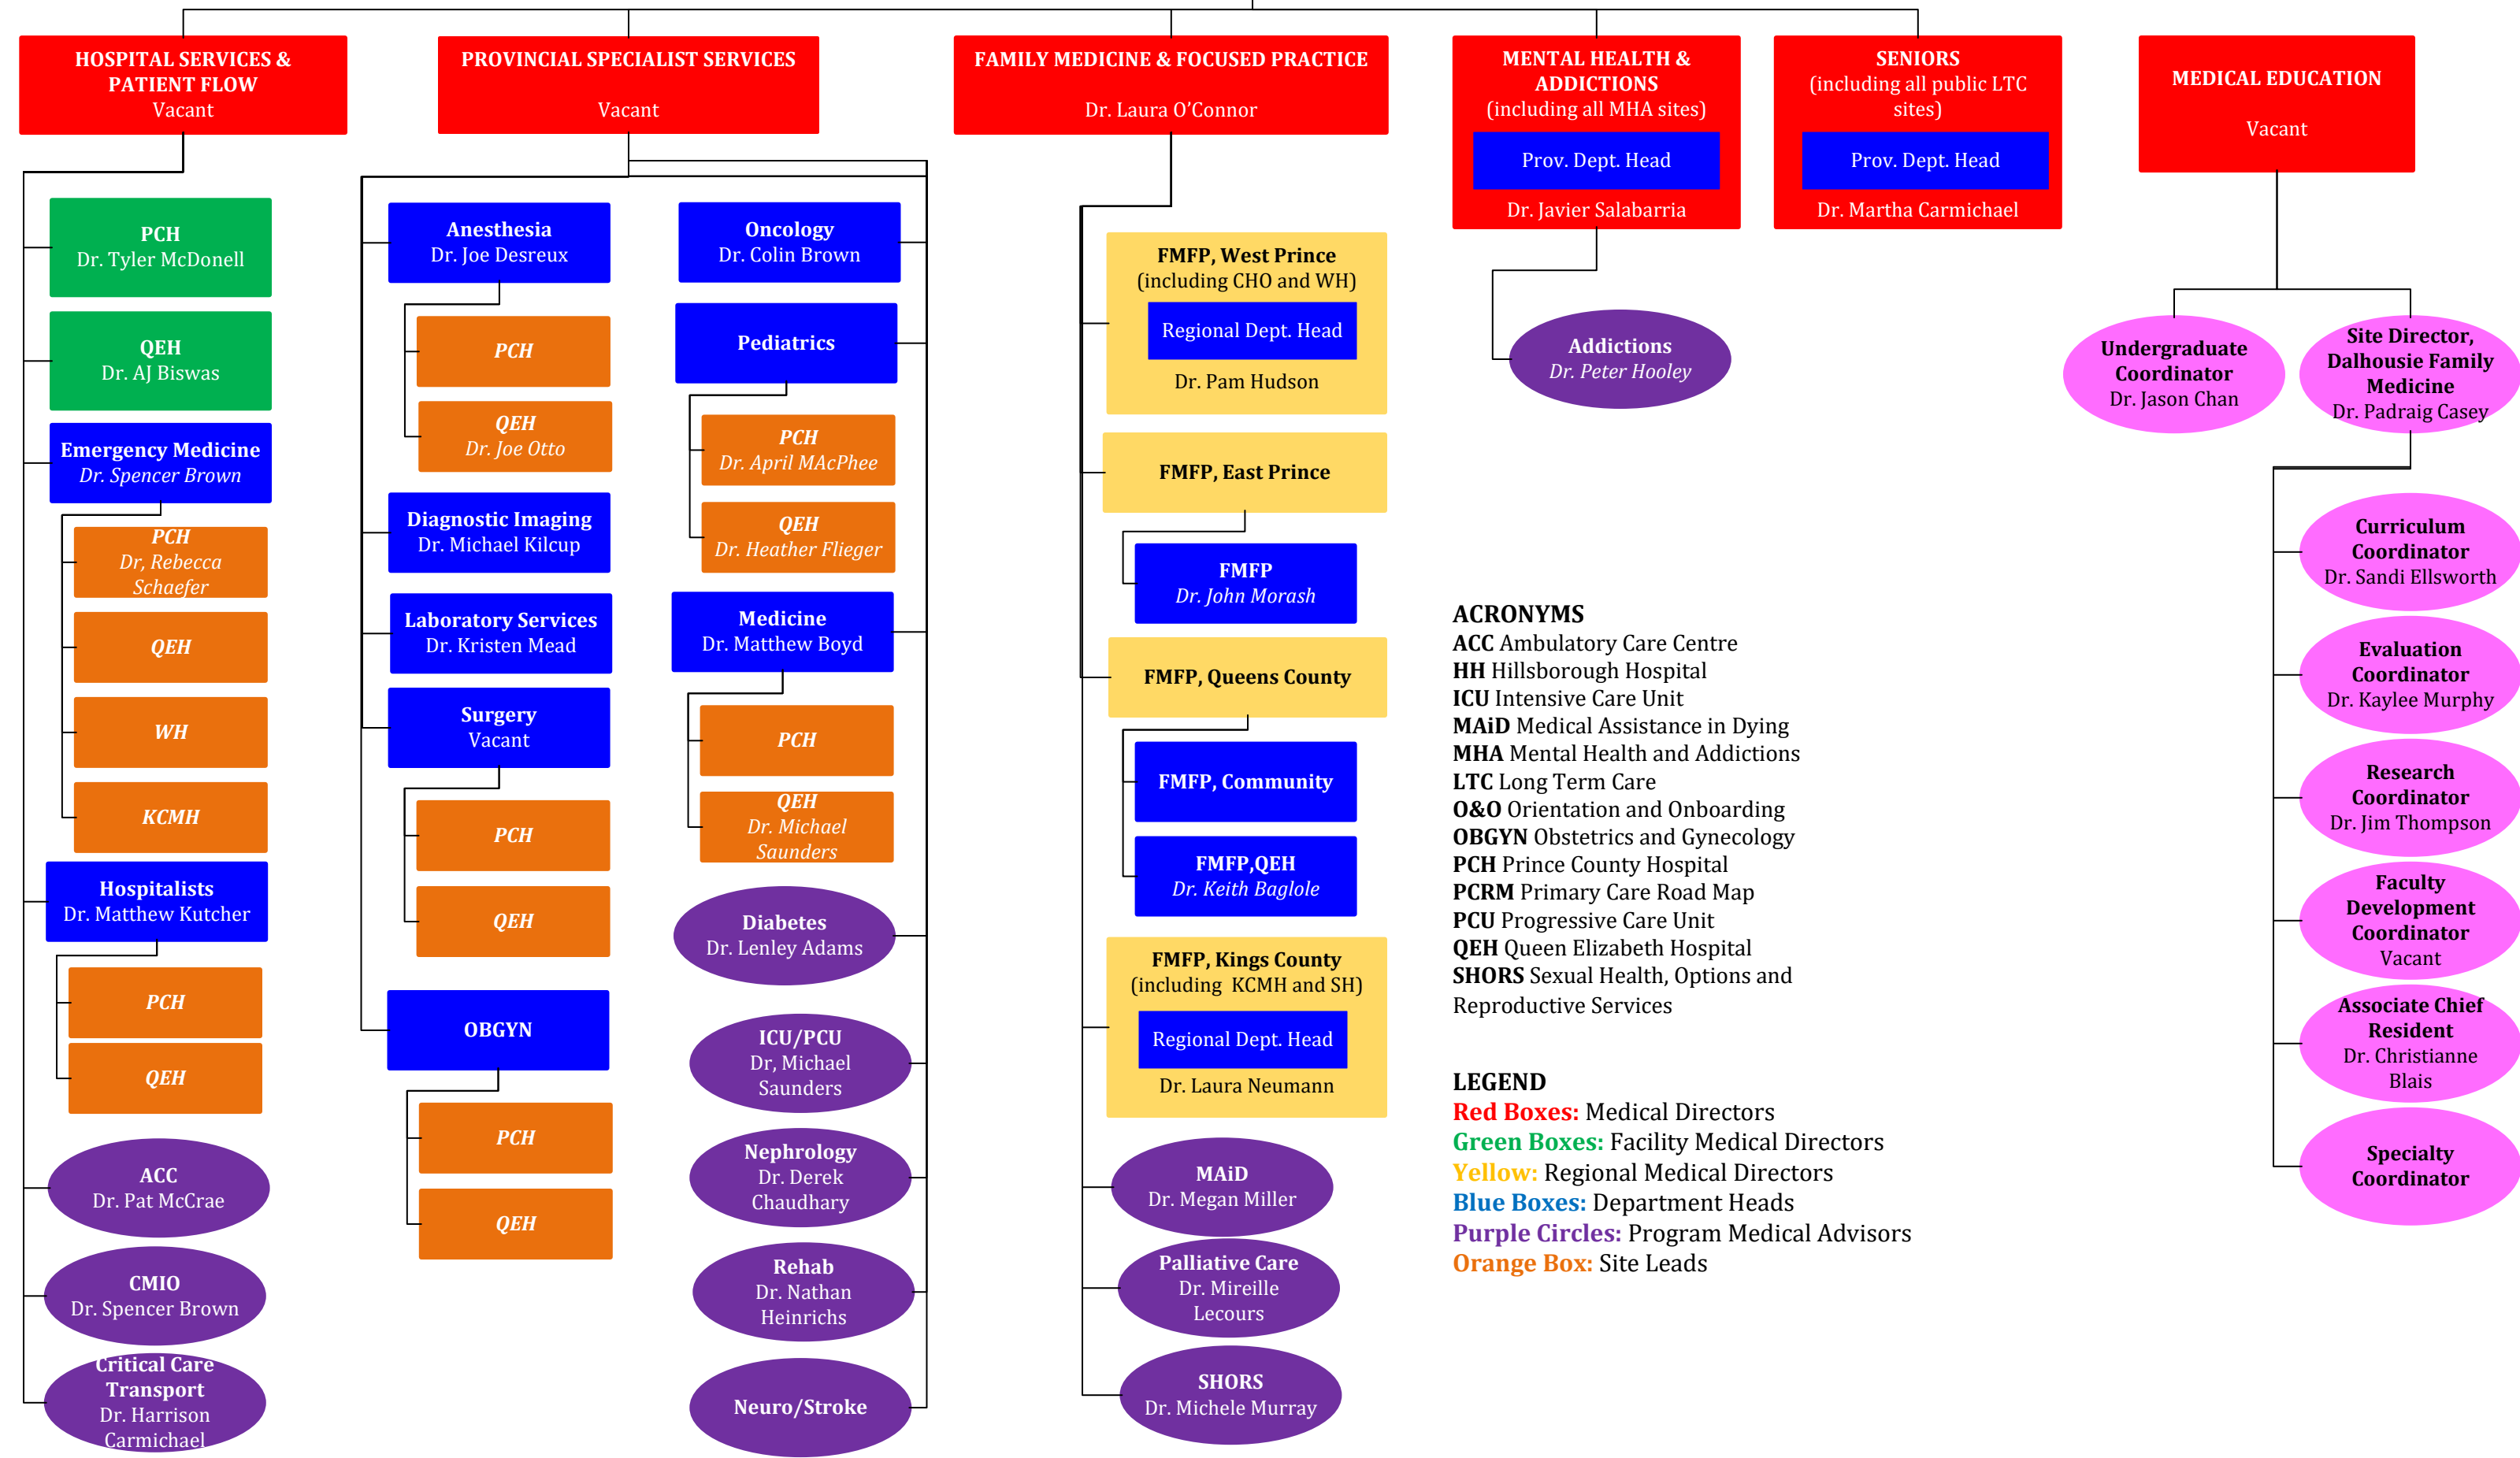 HOSPITAL SERVICES &
PATIENT FLOW
Vacant
PCH
Dr. Tyler McDonell
QEH
Dr. AJ Biswas
Emergency Medicine
Dr. Spencer Brown
PCH
Dr, Rebecca
Schaefer
QEH
WH
KCMH
Hospitalists
Dr. Matthew Kutcher
PCH
QEH
ACC
Dr. Pat McCrae
CMIO
Dr. Spencer Brown
Critical Care
Transport
Dr. Harrison
Carmichael
PROVINCIAL SPECIALIST SERVICES
Vacant
Anesthesia
Dr. Joe Desreux
PCH
QEH
Dr. Joe Otto
Diagnostic Imaging
Dr. Michael Kilcup
Laboratory Services
Dr. Kristen Mead
Surgery
Vacant
PCH
QEH
OBGYN
PCH
QEH
Oncology
Dr. Colin Brown
Pediatrics
PCH
Dr. April MAcPhee
QEH
Dr. Heather Flieger
Medicine
Dr. Matthew Boyd
PCH
QEH
Dr. Michael
Saunders
Diabetes
Dr. Lenley Adams
ICU/PCU
Dr, Michael
Saunders
Nephrology
Dr. Derek
Chaudhary
Rehab
Dr. Nathan
Heinrichs
Neuro/Stroke
FAMILY MEDICINE & FOCUSED PRACTICE
Dr. Laura O’Connor
FMFP, West Prince
(including CHO and WH)
Regional Dept. Head
Dr. Pam Hudson
FMFP, East Prince
FMFP
Dr. John Morash
FMFP, Queens County
FMFP, Community
FMFP,QEH
Dr. Keith Baglole
FMFP, Kings County
(including KCMH and SH)
Regional Dept. Head
Dr. Laura Neumann
MAiD
Dr. Megan Miller
Palliative Care
Dr. Mireille
Lecours
SHORS
Dr. Michele Murray
MENTAL HEALTH &
ADDICTIONS
(including all MHA sites)
Prov. Dept. Head
Dr. Javier Salabarria
Addictions
Dr. Peter Hooley
SENIORS
(including all public LTC
sites)
Prov. Dept. Head
Dr. Martha Carmichael
ACRONYMS
ACC Ambulatory Care Centre
HH Hillsborough Hospital
ICU Intensive Care Unit
MAiD Medical Assistance in Dying
MHA Mental Health and Addictions
LTC Long Term Care
O&O Orientation and Onboarding
OBGYN Obstetrics and Gynecology
PCH Prince County Hospital
PCRM Primary Care Road Map
PCU Progressive Care Unit
QEH Queen Elizabeth Hospital
SHORS Sexual Health, Options and
Reproductive Services
LEGEND
Red Boxes: Medical Directors
Green Boxes: Facility Medical Directors
Yellow: Regional Medical Directors
Blue Boxes: Department Heads
Purple Circles: Program Medical Advisors
Orange Box: Site Leads
MEDICAL EDUCATION
Vacant
Undergraduate
Coordinator
Dr. Jason Chan
Site Director,
Dalhousie Family
Medicine
Dr. Padraig Casey
Curriculum
Coordinator
Dr. Sandi Ellsworth
Evaluation
Coordinator
Dr. Kaylee Murphy
Research
Coordinator
Dr. Jim Thompson
Faculty
Development
Coordinator
Vacant
Associate Chief
Resident
Dr. Christianne
Blais
Specialty
Coordinator